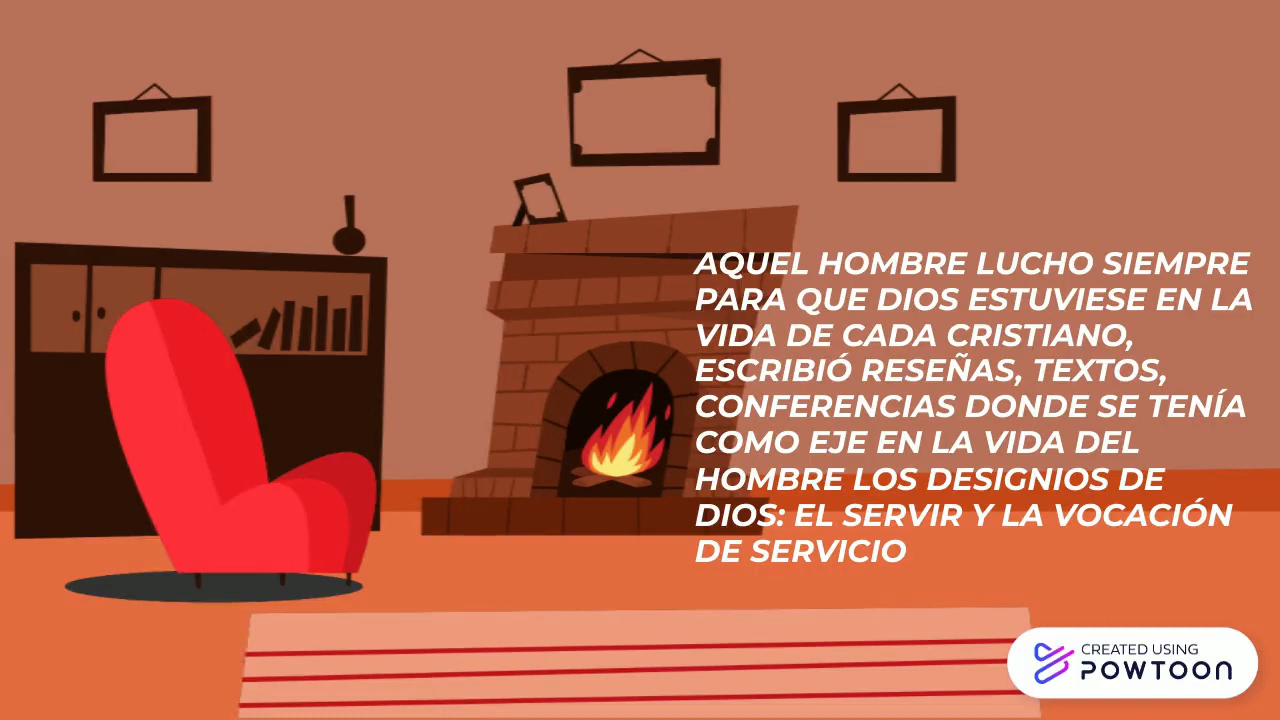 AQUEL HOMBRE LUCHO SIEMPRE
PARA QUE DIOS ESTUVIESE EN LA
VIDA DE CADA CRISTIANO,
ESCRIBIÓ RESEÑAS, TEXTOS,
CONFERENCIAS DONDE SE TENÍA
COMO EJE EN LA VIDA DEL
HOMBRE LOS DESIGNIOS DE
DIOS: EL SERVIR Y LA VOCACIÓN
DE SERVICIO
CREATED USING
POWTOON